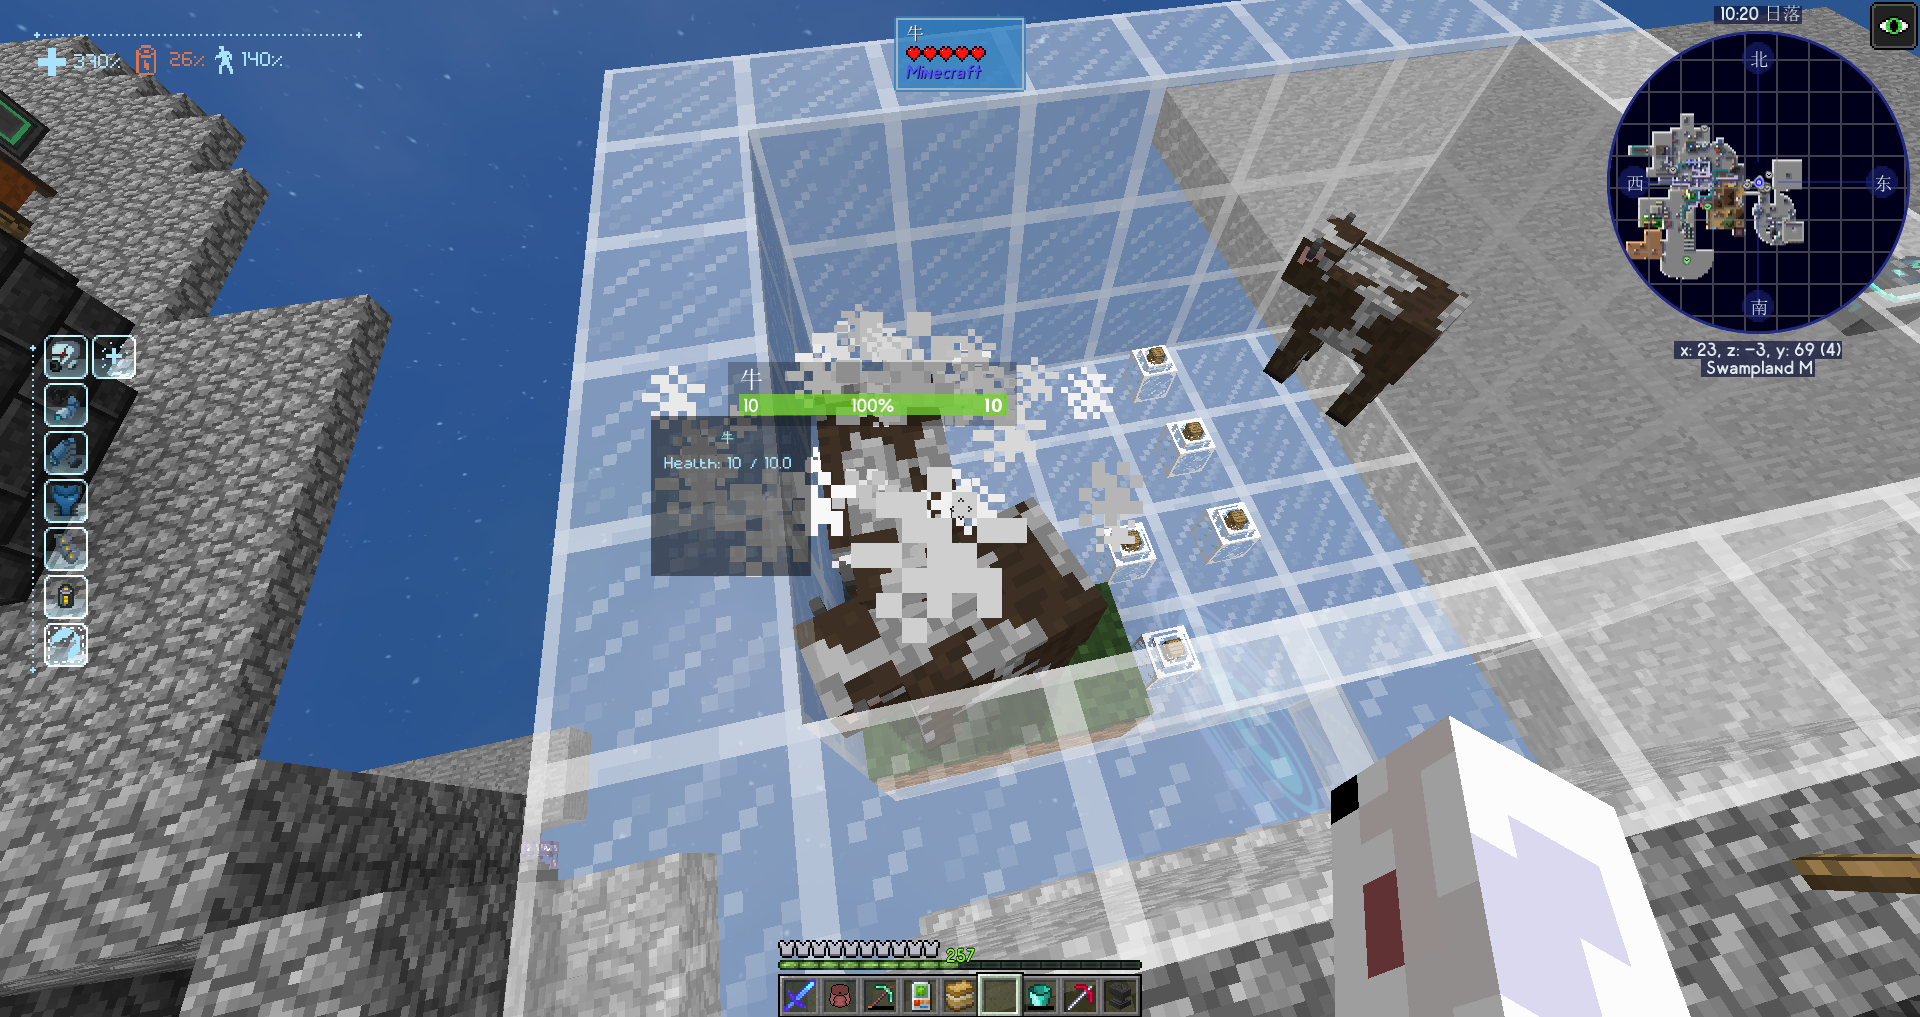 390% 26% 140%
牛
Minecraft
10:20 日落
北
西
东
南
x: 23, z: -3, y: 69 (4)
Swampland M
牛
10 100% 10
牛
Health: 10 / 10.0
257